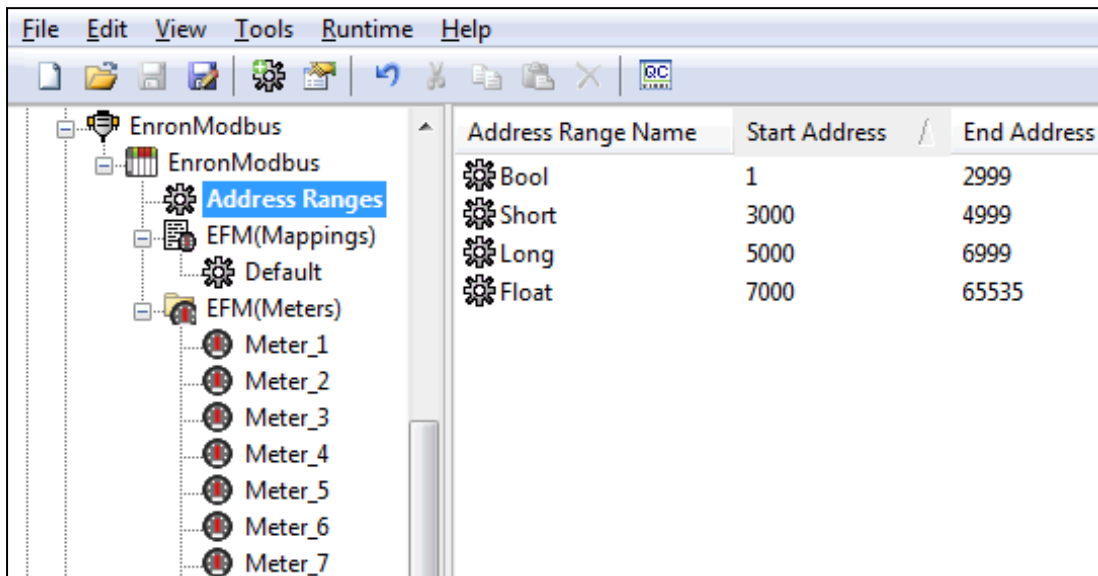 File Edit View Tools Runtime Help
QC
EnronModbus
EnronModbus
Address Ranges
EFM(Mappings)
Default
EFM(Meters)
Meter_1
Meter_2
Meter_3
Meter_4
Meter_5
Meter_6
Meter_7
Address Range Name Start Address End Address
Bool 1 2999
Short 3000 4999
Long 5000 6999
Float 7000 65535